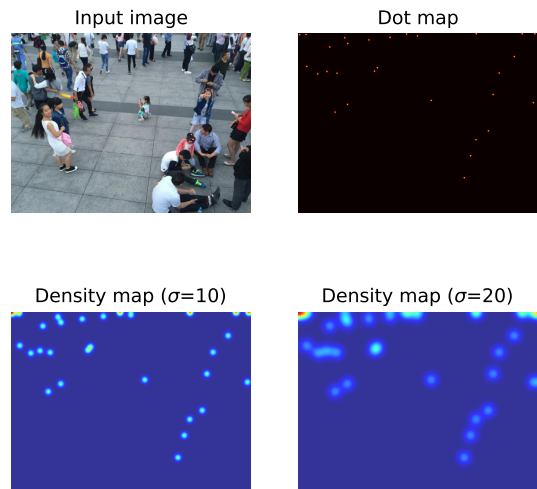 Input image
Dot map
Density map (σ=10)
Density map (σ=20)